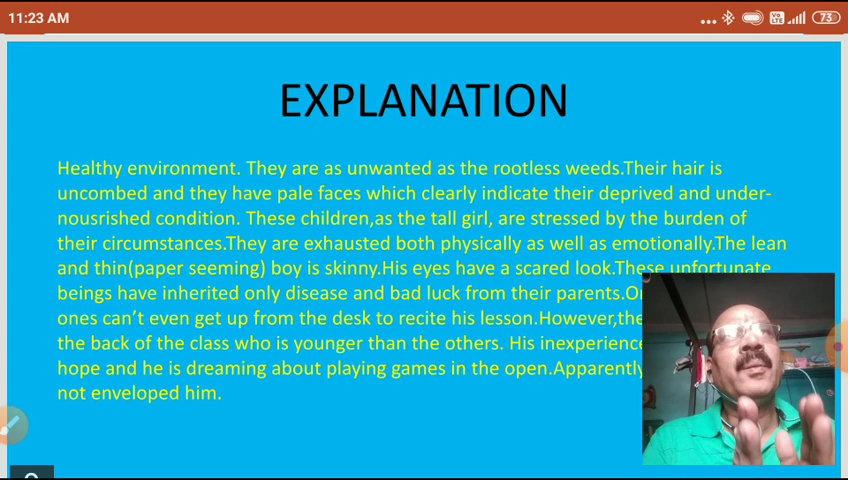 11:23 AM
Vo LTE
73
EXPLANATION
Healthy environment. They are as unwanted as the rootless weeds.Their hair is
uncombed and they have pale faces which clearly indicate their deprived and under-
nousrished condition. These children,as the tall girl, are stressed by the burden of
their circumstances.They are exhausted both physically as well as emotionally.The lean
and thin(paper seeming) boy is skinny.His eyes have a scared look.These unfortunate
beings have inherited only disease and bad luck from their parents.
ones can't even get up from the desk to recite his lesson.However,
the back of the class who is younger than the others. His
hope and he is dreaming about playing games in the open.Apparently
not enveloped him.